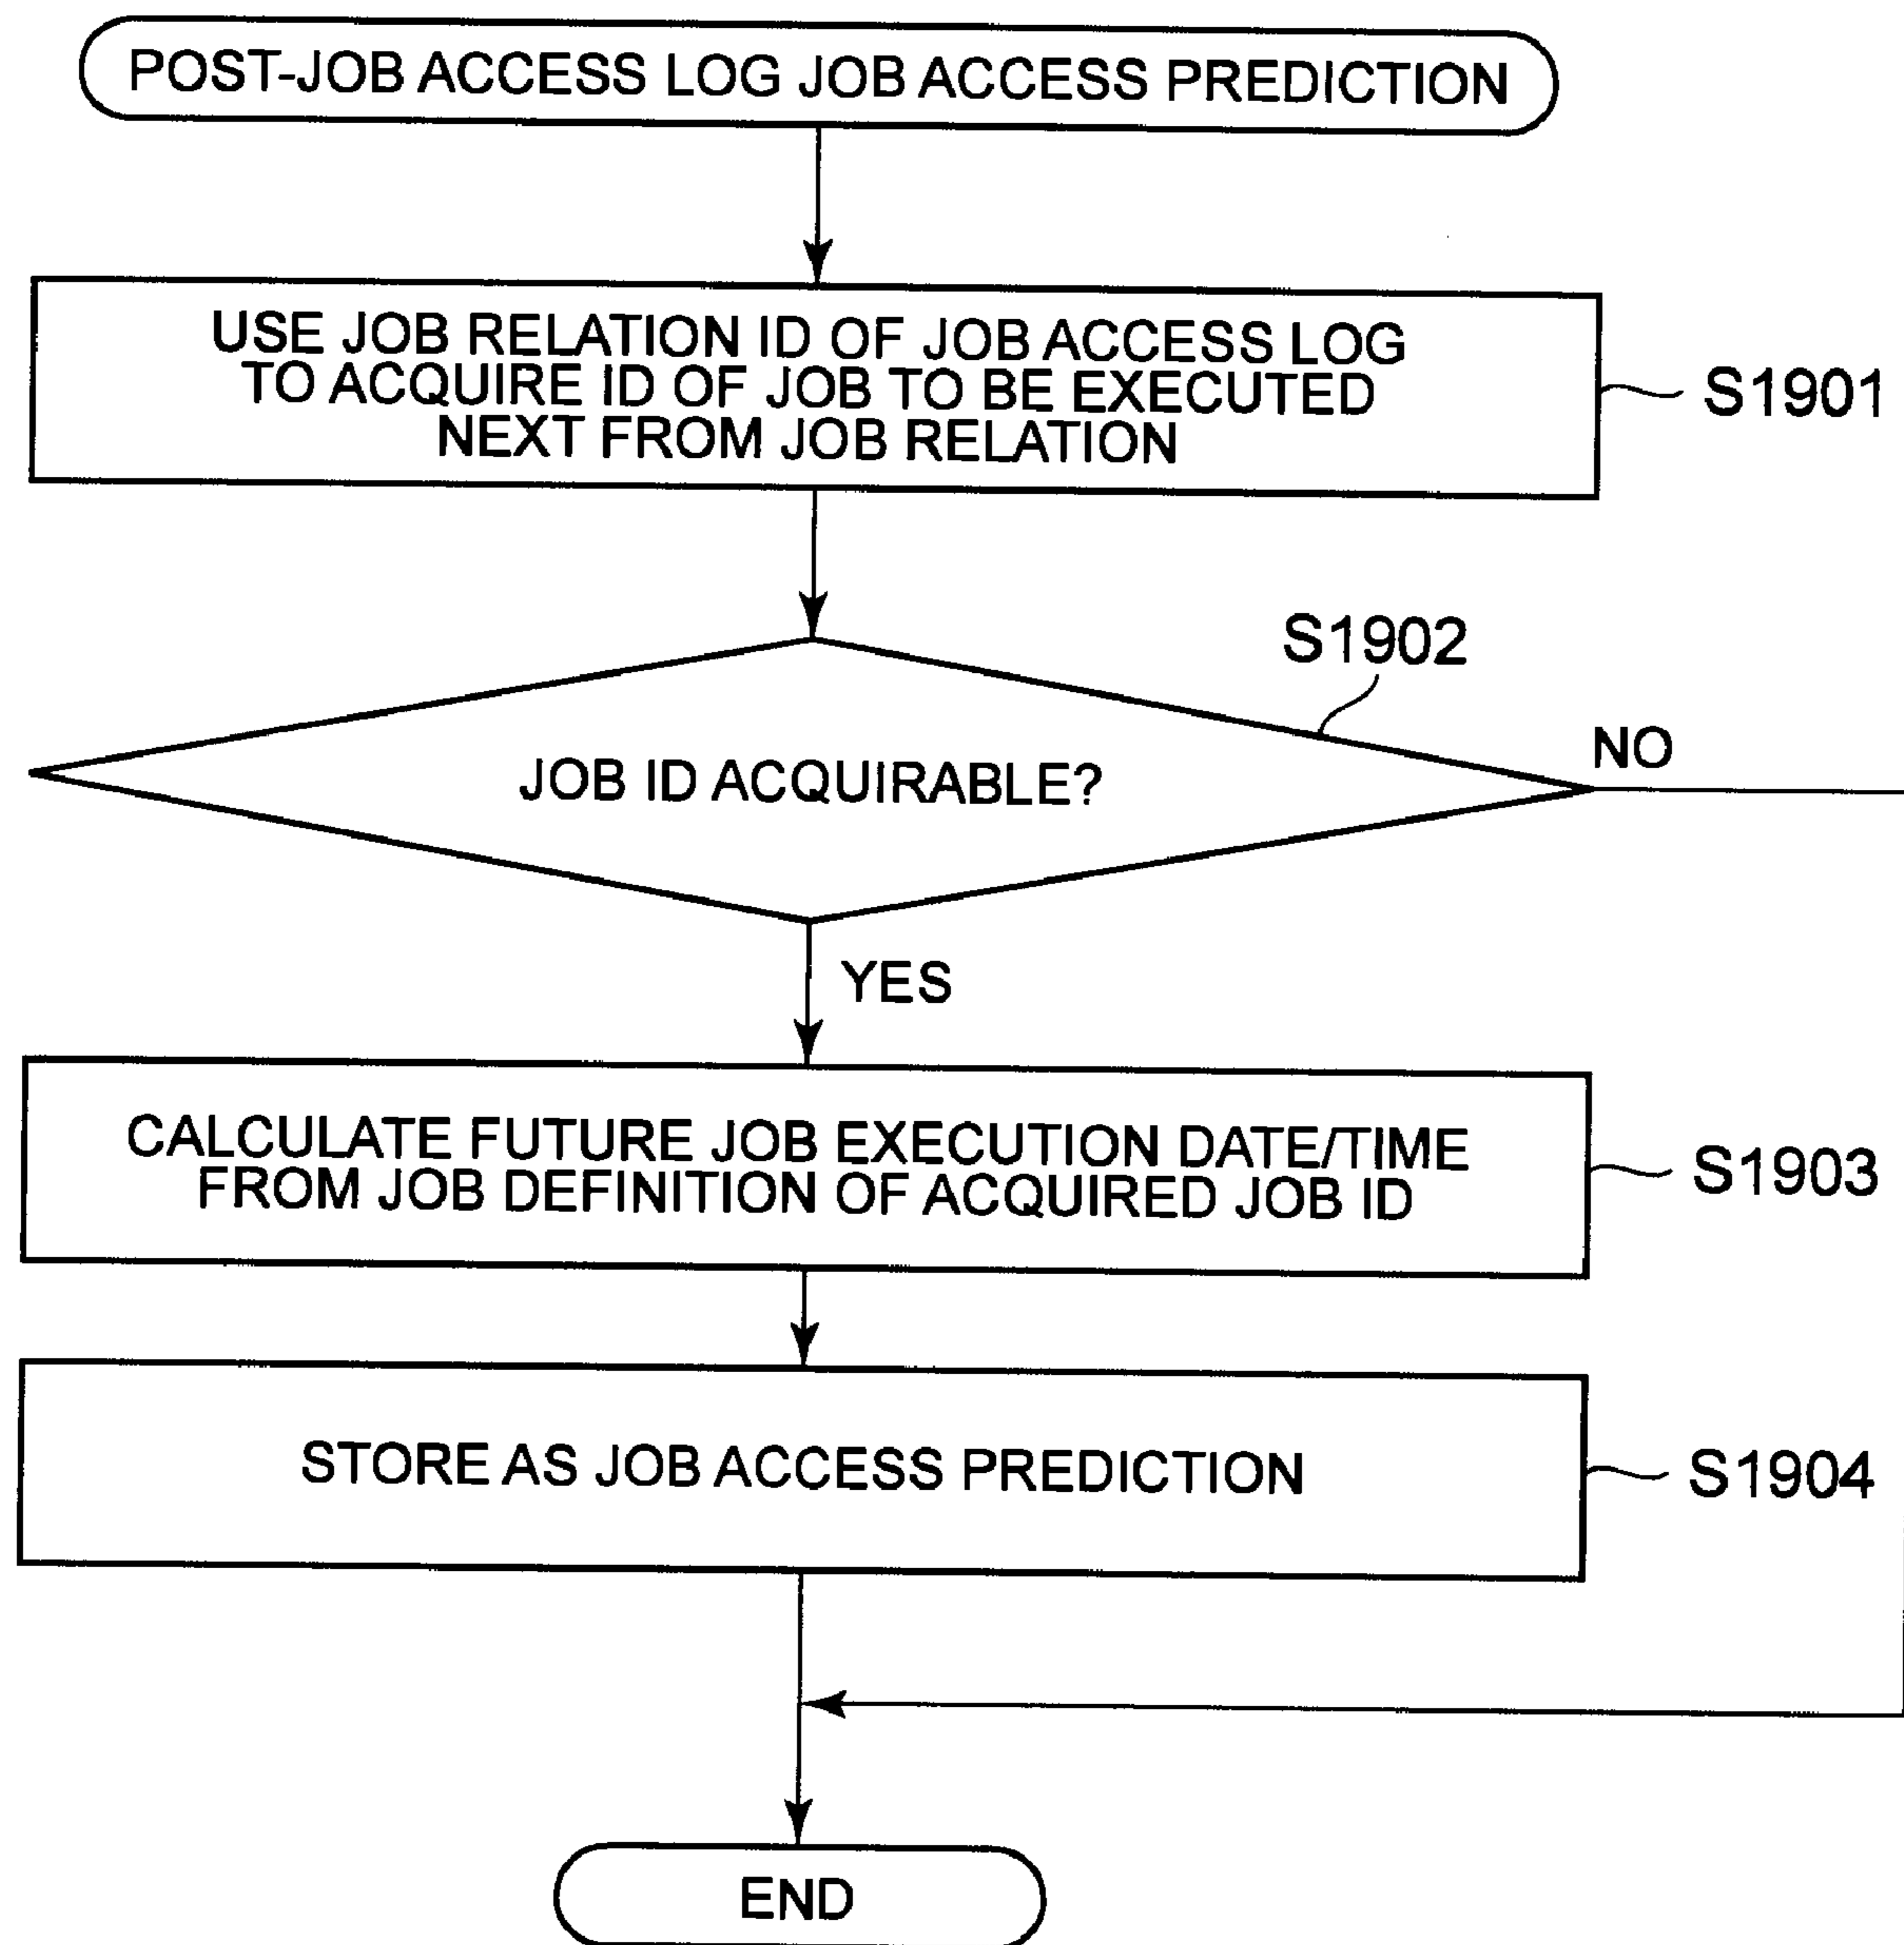 POST-JOB ACCESS LOG JOB ACCESS PREDICTION
USE JOB RELATION ID OF JOB ACCESS LOG
TO ACQUIRE ID OF JOB TO BE EXECUTED
NEXT FROM JOB RELATION
S1901
S1902
JOB ID ACQUIRABLE?
NO
YES
CALCULATE FUTURE JOB EXECUTION DATE/TIME
FROM JOB DEFINITION OF ACQUIRED JOB ID
S1903
STORE AS JOB ACCESS PREDICTION
S1904
END